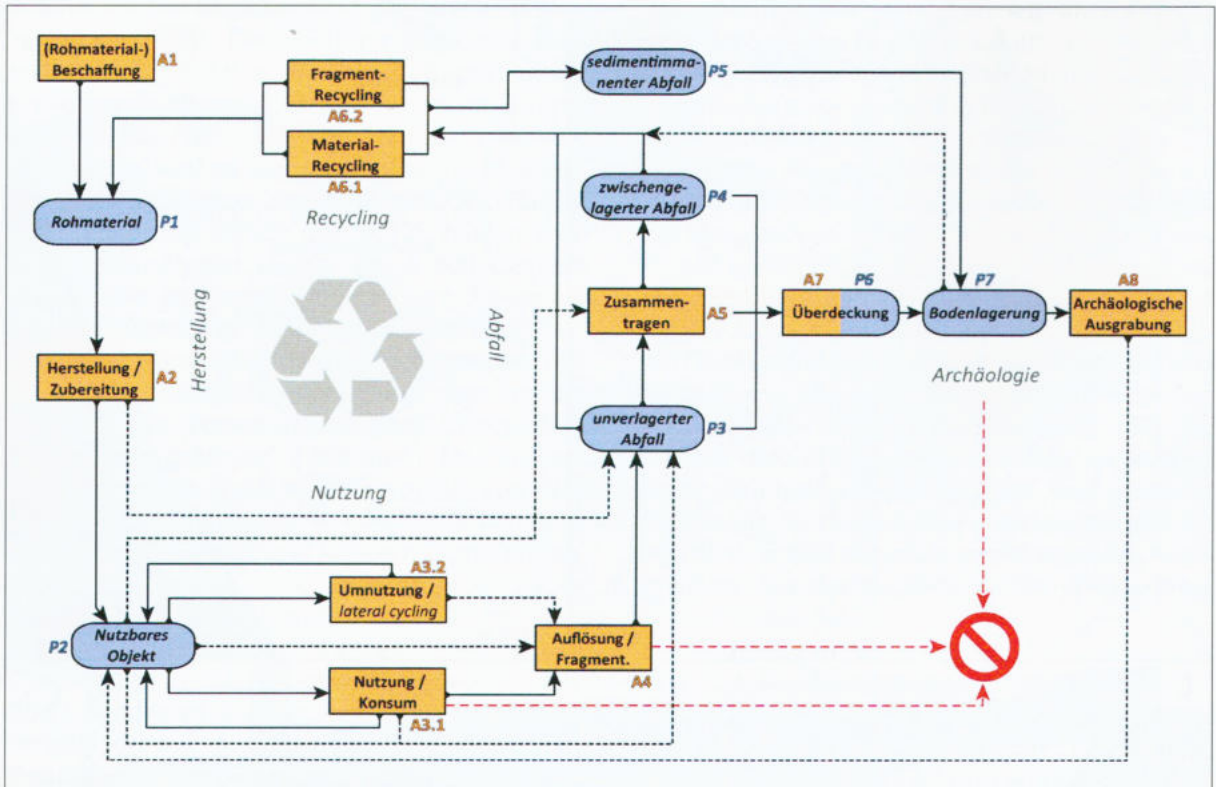 (Rohmaterial-)
Beschaffung
A1
Fragment-
Recycling
A6.2
sedimentimma-
nenter Abfall
P5
Material-
Recycling
A6.1
Rohmaterial
P1
Recycling
zwischenge-
lagerter Abfall
P4
Herstellung
Abfall
Zusammen-
tragen
A5
A7
P6
Überdeckung
P7
Bodenlagerung
A8
Archäologische
Ausgrabung
Herstellung /
Zubereitung
A2
Archäologie
unverlagerter
Abfall
P3
Nutzung
A3.2
Umnutzung /
lateral cycling
P2
Nutzbares
Objekt
Auflösung /
Fragment.
A4
Nutzung /
Konsum
A3.1